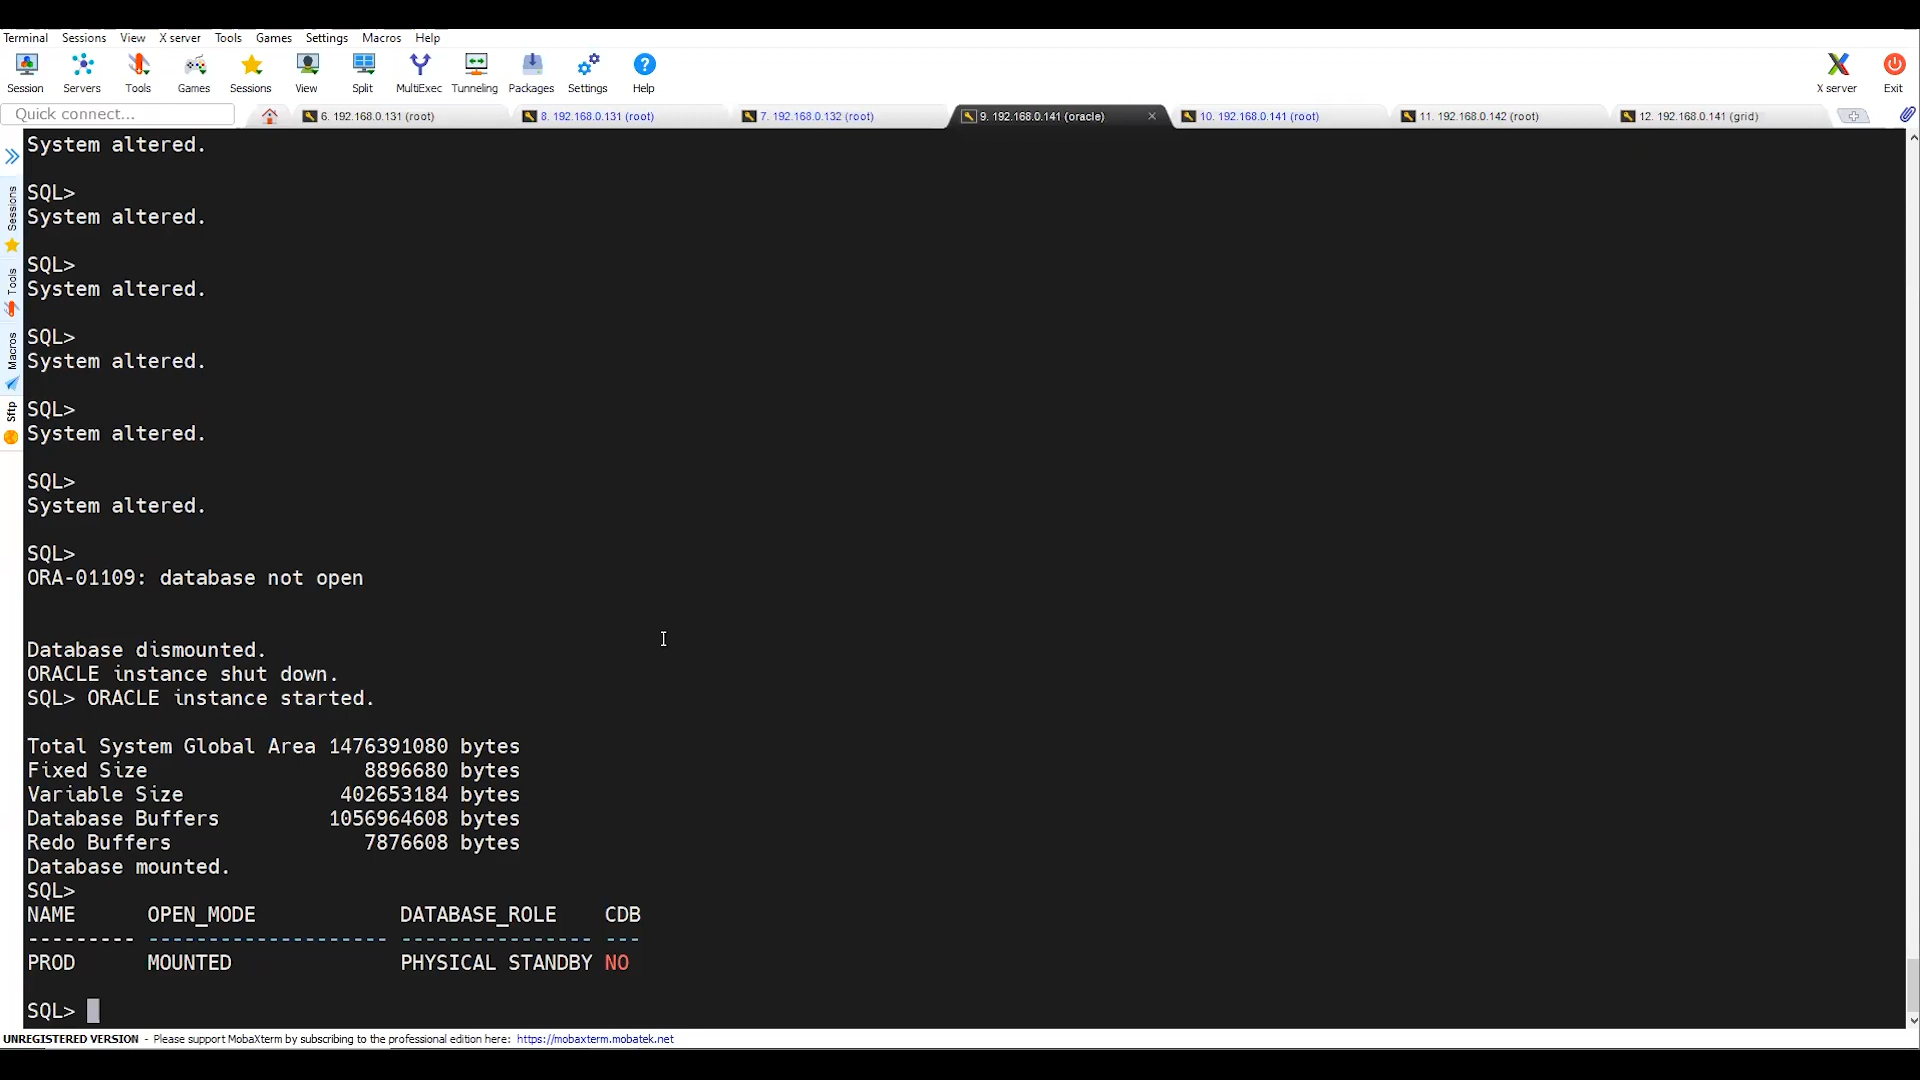 Terminal Sessions View X server Tools Games Settings Macros Help
Session Servers Tools Games Sessions View Split MultiExec Tunneling Packages Settings Help X server Exit
Quick connect... 6. 192.168.0.131 (root) 8. 192.168.0.131 (root) 7. 192.168.0.132 (root) 9. 192.168.0.141 (oracle) 10. 192.168.0.141 (root) 11. 192.168.0.142 (root) 12. 192.168.0.141 (grid)
Sessions
Tools
Macros
Sftp
System altered.
SQL>
System altered.
SQL>
System altered.
SQL>
System altered.
SQL>
System altered.
SQL>
System altered.
SQL>
ORA-01109: database not open
Database dismounted.
ORACLE instance shut down.
SQL> ORACLE instance started.
Total System Global Area 1476391080 bytes
Fixed Size 8896680 bytes
Variable Size 402653184 bytes
Database Buffers 1056964608 bytes
Redo Buffers 7876608 bytes
Database mounted.
SQL>
NAME OPEN_MODE DATABASE_ROLE CDB
--------- -------------------- ---------------- ---
PROD MOUNTED PHYSICAL STANDBY NO
SQL>
UNREGISTERED VERSION - Please support MobaXterm by subscribing to the professional edition here: https://mobaxterm.mobatek.net